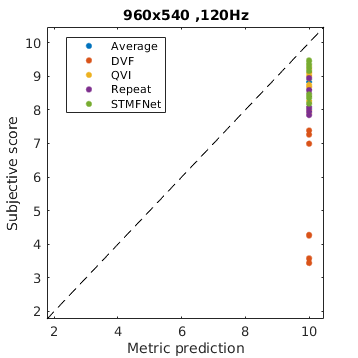 960x540 ,120Hz
10
9
8
7
6
5
4
3
2
Subjective score
Average
DVF
QVI
Repeat
STMFNet
2 4 6 8 10
Metric prediction